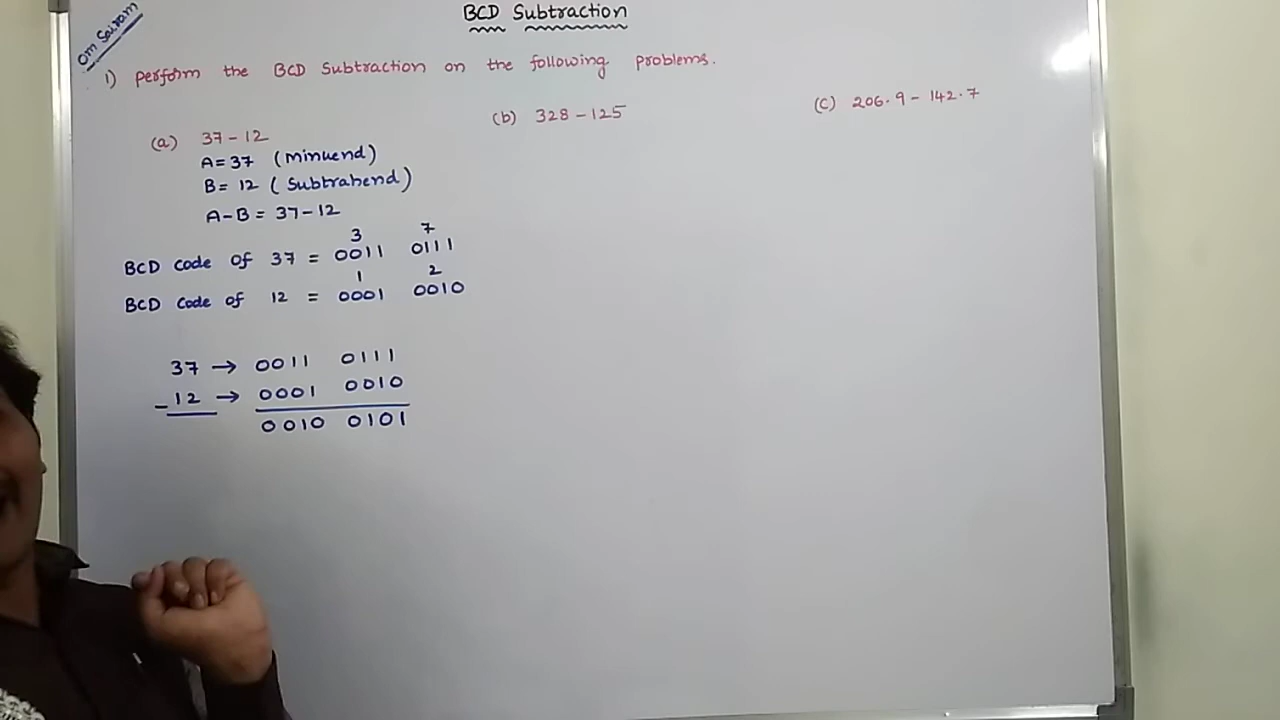 Om Sairam
BCD Subtraction
1) perform the BCD Subtraction on the following problems.
(a) 37-12
(b) 328-125
(c) 206.9-142.7
A=37 (minuend)
B= 12 (Subtrahend)
A-B = 37-12
3 7
BCD Code of 37 = 0011 0111
1 2
BCD Code of 12 = 0001 0010
37 → 0011 0111
-12 → 0001 0010
0010 0101